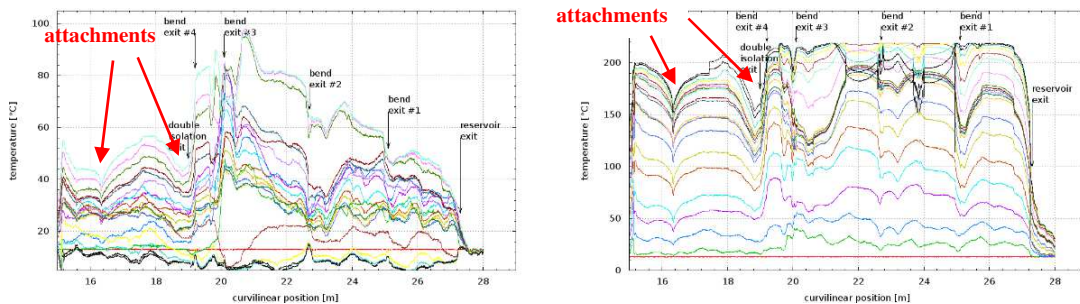 attachments
bend
exit #4
bend
exit #3
bend
exit #2
bend
exit #1
double
isolation
exit
reservoir
exit
temperature [°C]
100
80
60
40
20
16
18
20
22
24
26
28
curvilinear position [m]
attachments
bend
exit #4
bend
exit #3
bend
exit #2
bend
exit #1
double
isolation
exit
reservoir
exit
temperature [°C]
200
150
100
50
0
16
18
20
22
24
26
28
curvilinear position [m]